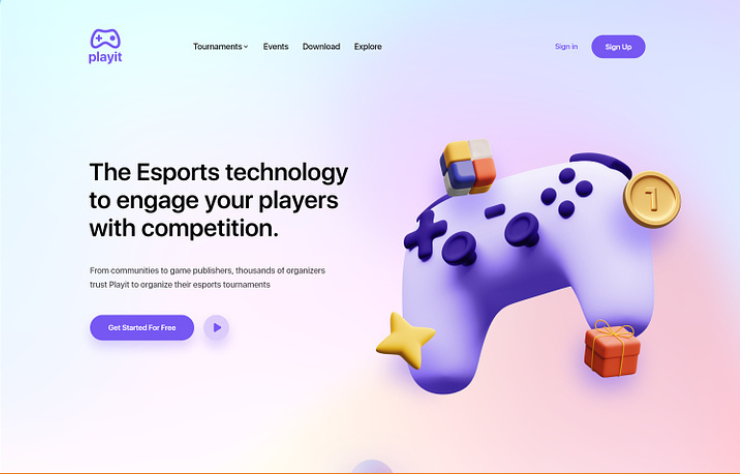 playit
Tournaments
Events
Download
Explore
Sign in
Sign Up
The Esports technology
to engage your players
with competition.
From communities to game publishers, thousands of organizers
trust Playit to organize their esports tournaments
Get Started For Free
1